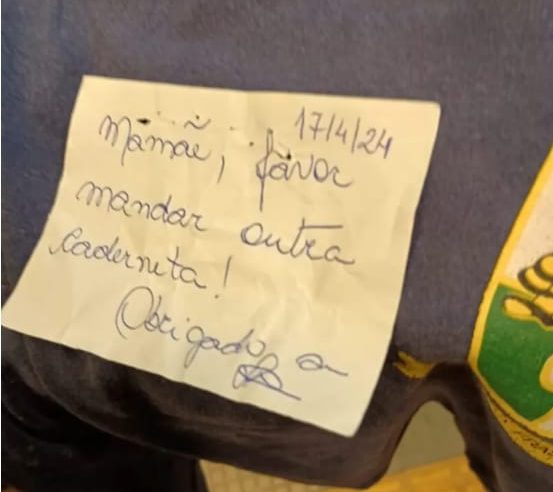 17/4/24
Mamãe, favor
mandar outra
caderneta!
Obrigado